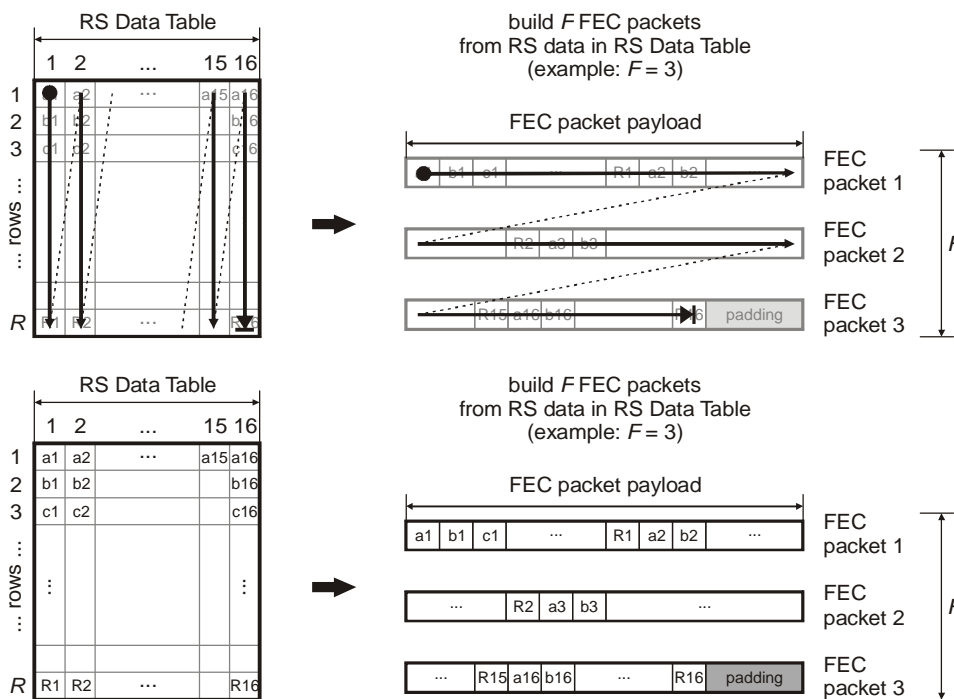 RS Data Table
1 2 ... 15 16
build F FEC packets
from RS data in RS Data Table
(example: F = 3)
1 a2 ... a15 a16
2 b1 b2 b16
3 c1 c2 c16
... rows ...
R R1 R2 ... R16
FEC packet payload
b1 c1 ... R1 a2 b2
FEC
packet 1
R2 a3 b3
FEC
packet 2
R15 a16 b16 R16 padding
FEC
packet 3
F
RS Data Table
1 2 ... 15 16
build F FEC packets
from RS data in RS Data Table
(example: F = 3)
1 a1 a2 ... a15 a16
2 b1 b2 b16
3 c1 c2 c16
... rows ...
... ...
R R1 R2 ... R16
FEC packet payload
a1 b1 c1 ... R1 a2 b2 ...
FEC
packet 1
... R2 a3 b3 ...
FEC
packet 2
... R15 a16 b16 ... R16 padding
FEC
packet 3
F